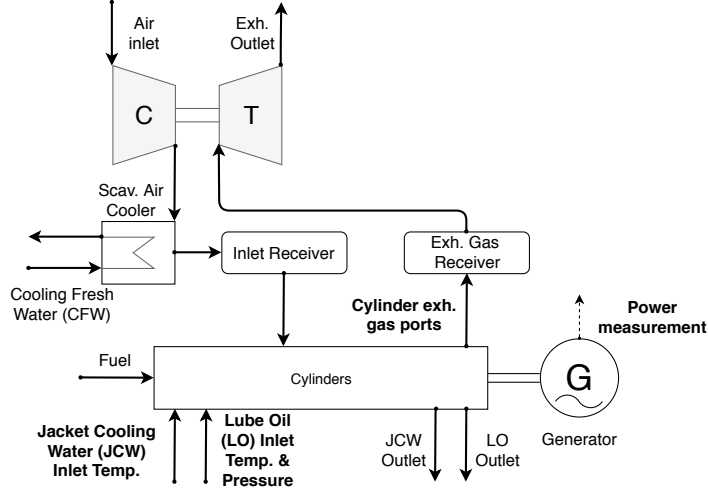 Air
inlet
Exh.
Outlet
C
T
Scav. Air
Cooler
Inlet Receiver
Exh. Gas
Receiver
Cooling Fresh
Water (CFW)
Cylinder exh.
gas ports
Power
measurement
Fuel
Cylinders
G
Jacket Cooling
Water (JCW)
Inlet Temp.
Lube Oil
(LO) Inlet
Temp. &
Pressure
JCW
Outlet
LO
Outlet
Generator